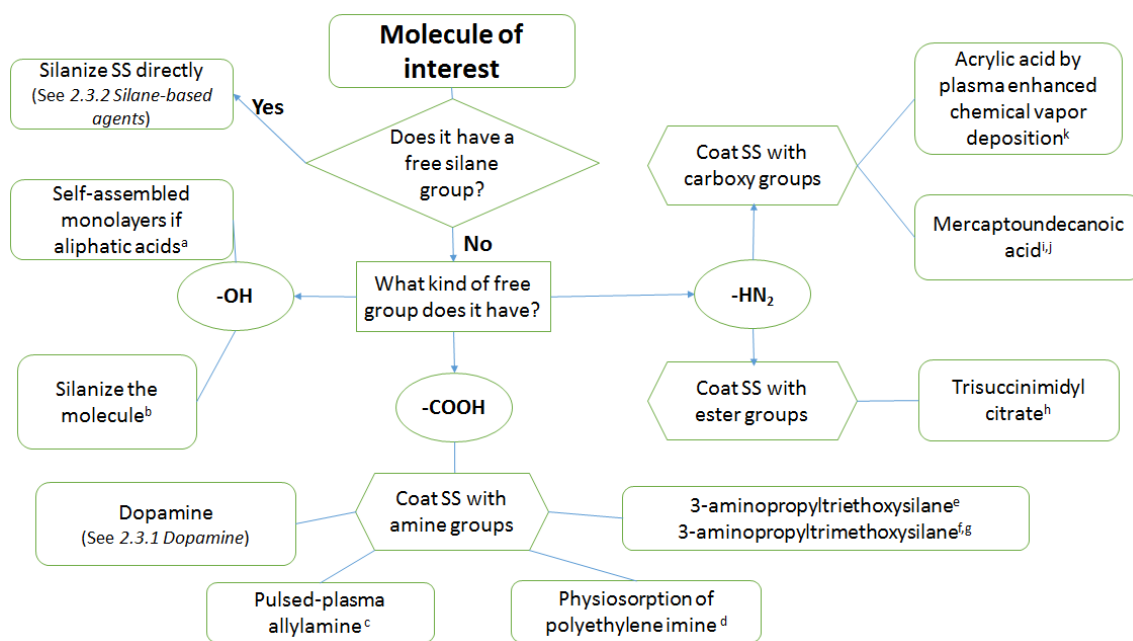 Molecule of
interest
Silanize SS directly
(See 2.3.2 Silane-based
agents)
Yes
Does it have a
free silane
group?
Acrylic acid by
plasma enhanced
chemical vapor
depositionᵏ
Coat SS with
carboxy groups
Self-assembled
monolayers if
aliphatic acidsᵃ
No
Mercaptoundecanoic
acidⁱ,ʲ
What kind of free
group does it have?
-OH
-HN₂
Silanize the
moleculeᵇ
-COOH
Coat SS with
ester groups
Trisuccinimidyl
citrateʰ
Dopamine
(See 2.3.1 Dopamine)
Coat SS with
amine groups
3-aminopropyltriethoxysilaneᵉ
3-aminopropyltrimethoxysilaneᶠ,ᵍ
Pulsed-plasma
allylamine ᶜ
Physiosorption of
polyethylene imine ᵈ